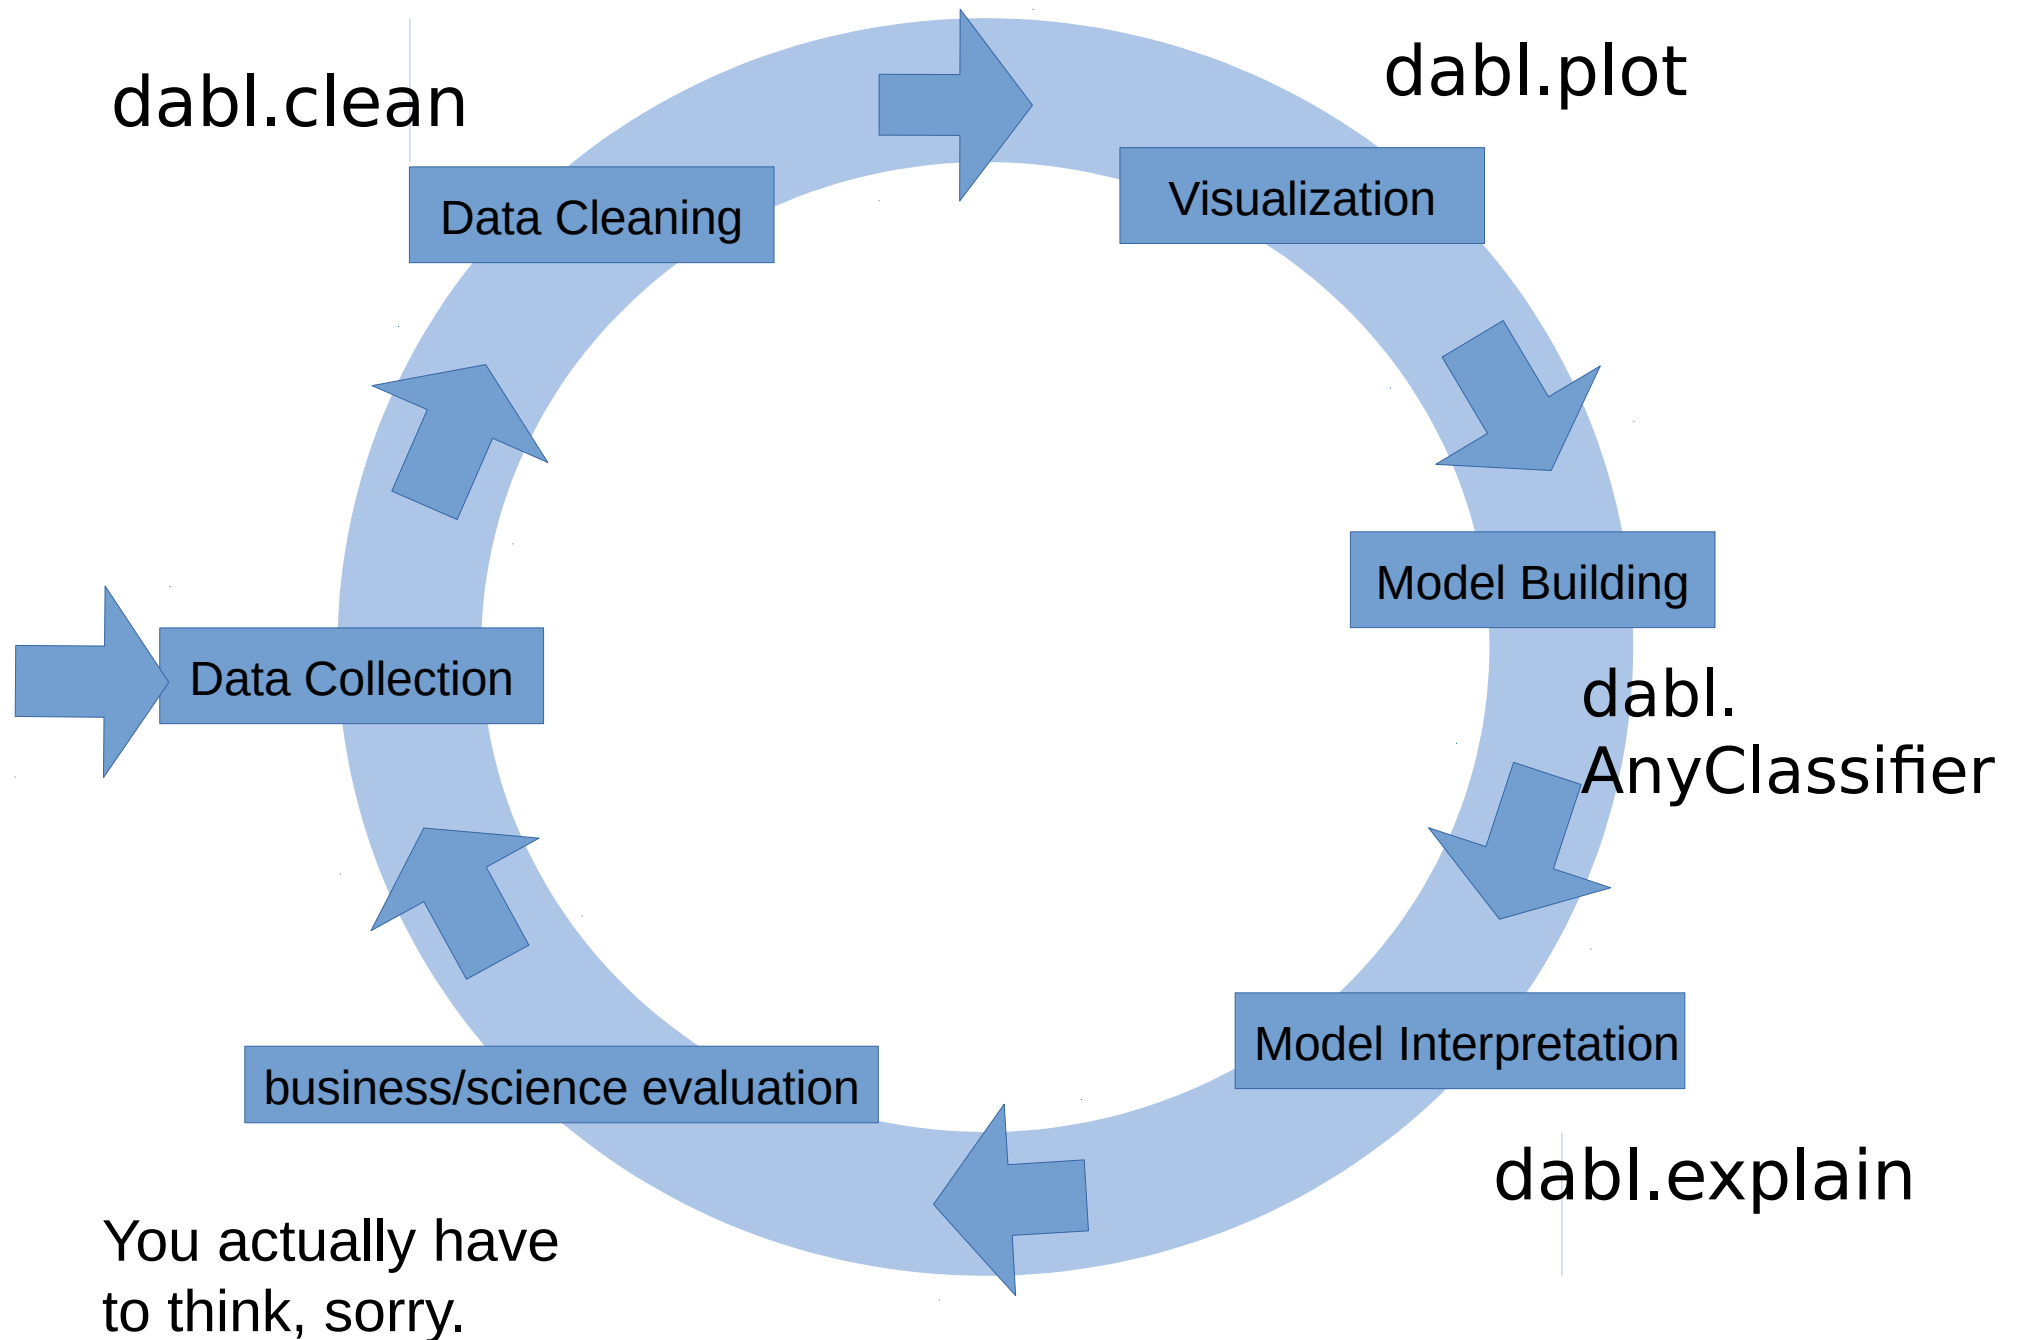 dabl.clean
dabl.plot
Data Cleaning
Visualization
Model Building
Data Collection
dabl.
AnyClassifier
Model Interpretation
business/science evaluation
dabl.explain
You actually have
to think, sorry.